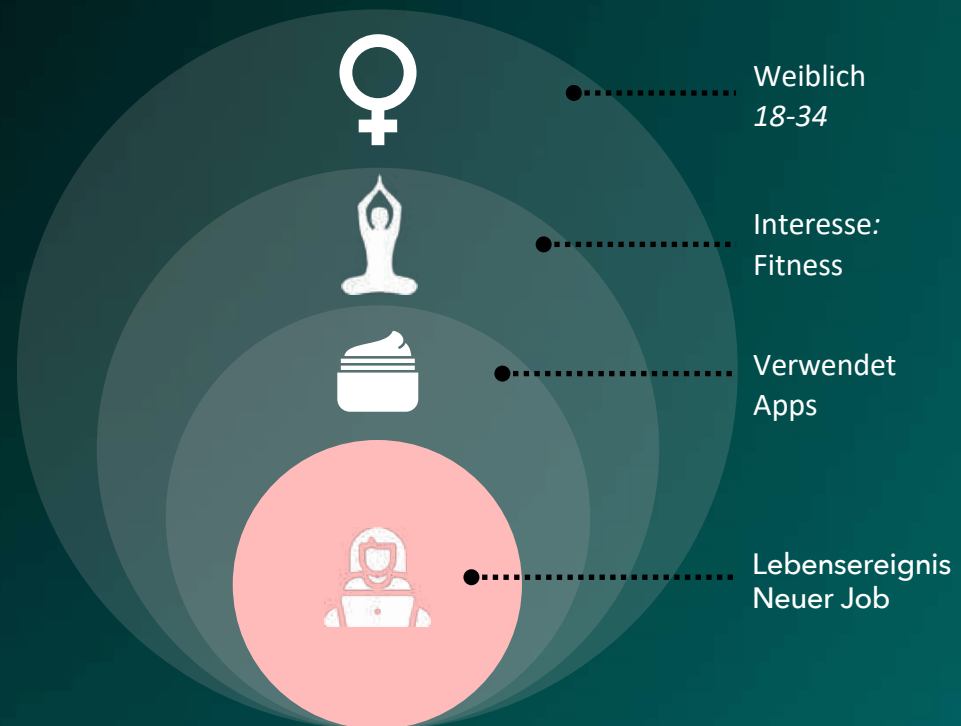 Weiblich
18-34
Interesse:
Fitness
Verwendet
Apps
Lebensereignis
Neuer Job